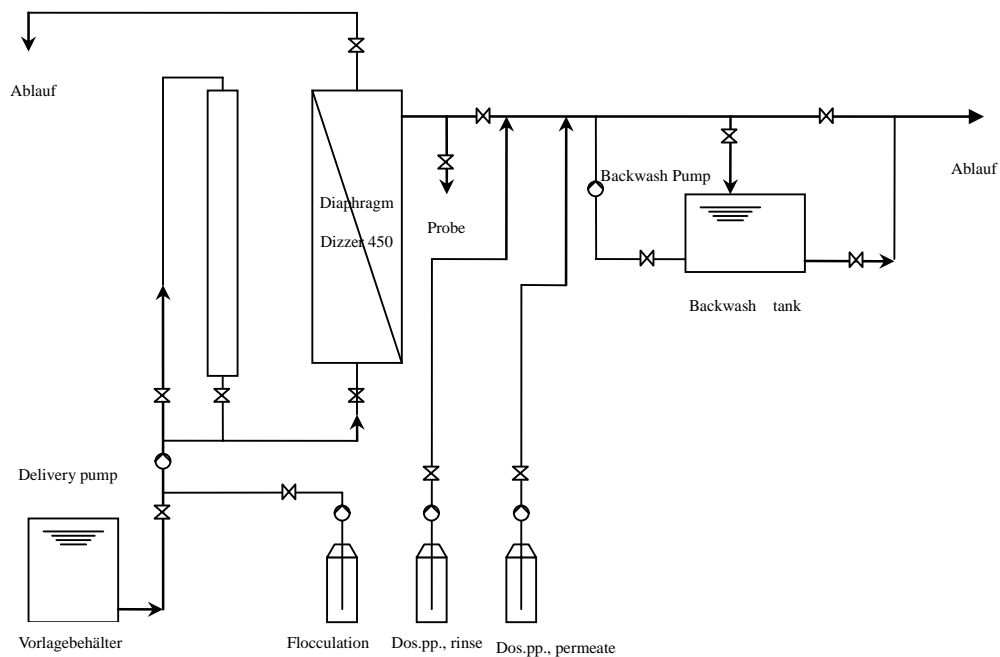 Ablauf
Backwash Pump
Ablauf
Diaphragm
Dizzer 450
Probe
Backwash tank
Delivery pump
Vorlagebehälter
Flocculation
Dos.pp., rinse
Dos.pp., permeate